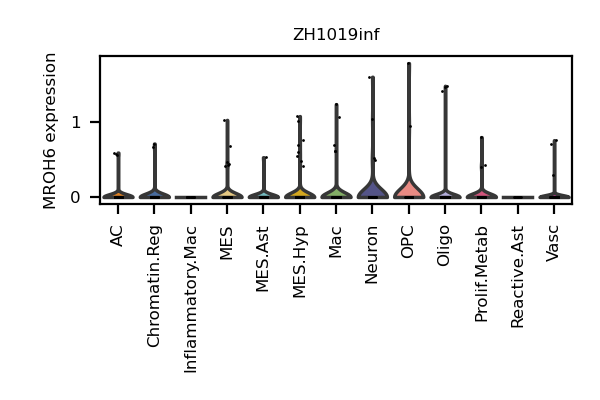 ZH1019inf
MROH6 expression
1
0
AC
Chromatin.Reg
Inflammatory.Mac
MES
MES.Ast
MES.Hyp
Mac
Neuron
OPC
Oligo
Prolif.Metab
Reactive.Ast
Vasc